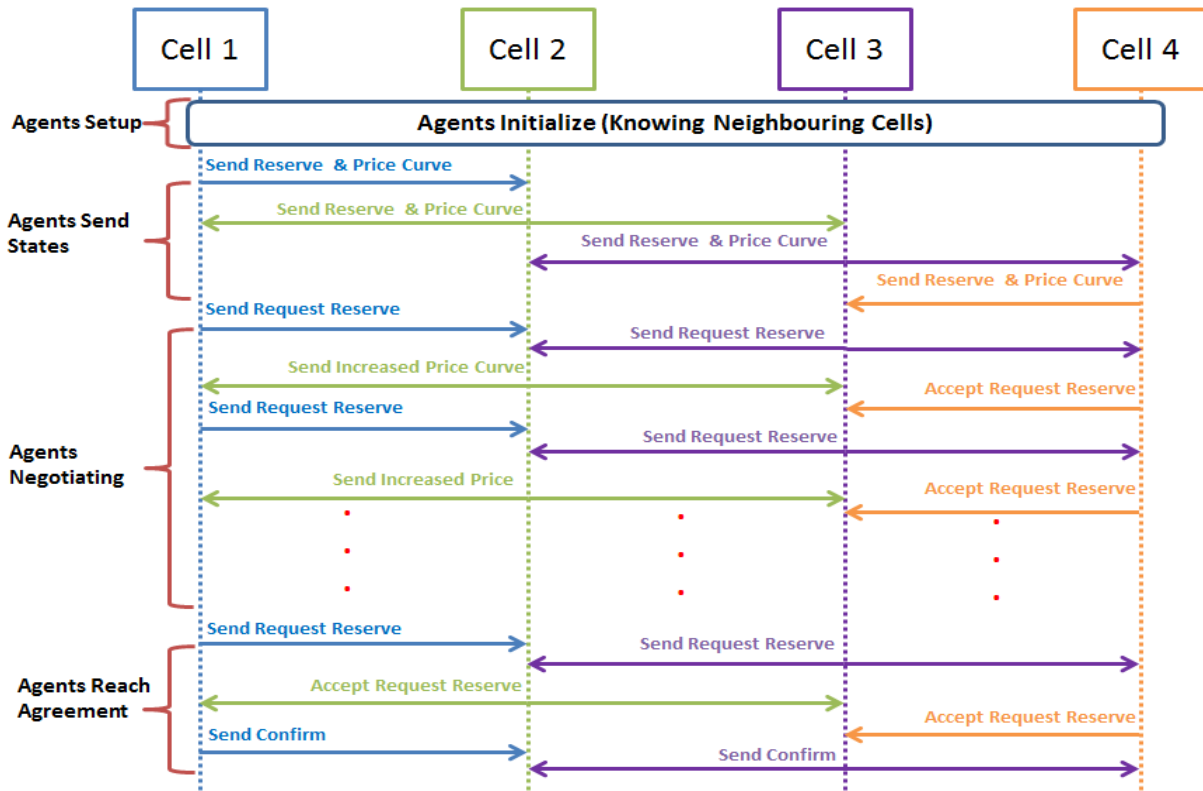 Cell 1
Cell 2
Cell 3
Cell 4
Agents Setup
Agents Initialize (Knowing Neighbouring Cells)
Send Reserve & Price Curve
Agents Send
States
Send Reserve & Price Curve
Send Reserve & Price Curve
Send Reserve & Price Curve
Send Request Reserve
Send Request Reserve
Send Increased Price Curve
Accept Request Reserve
Send Request Reserve
Send Request Reserve
Agents
Negotiating
Send Increased Price
Accept Request Reserve
Send Request Reserve
Send Request Reserve
Agents Reach
Agreement
Accept Request Reserve
Accept Request Reserve
Send Confirm
Send Confirm